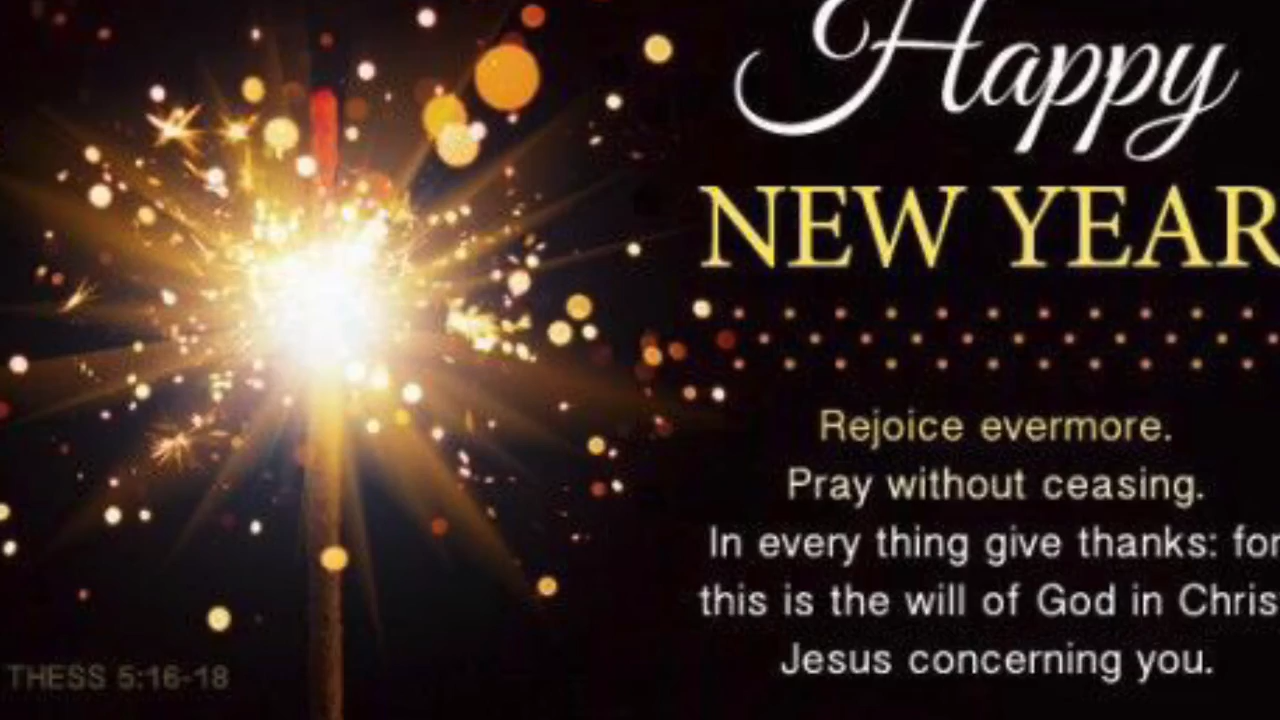 Happy
NEW YEAR
Rejoice evermore.
Pray without ceasing.
In every thing give thanks: for
this is the will of God in Chris
Jesus concerning you.
THESS 5:16-18